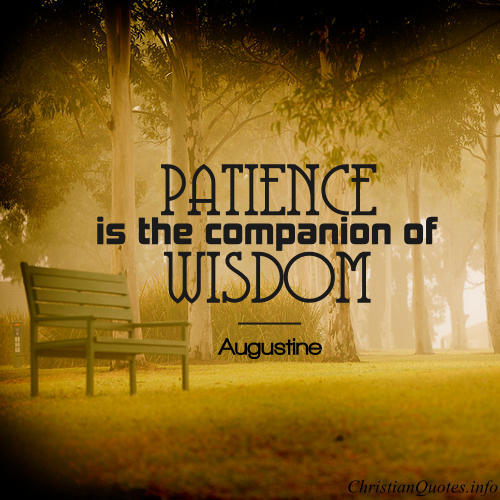 PATIENCE
is the companion of
WISDOM
Augustine
ChristianQuotes.info